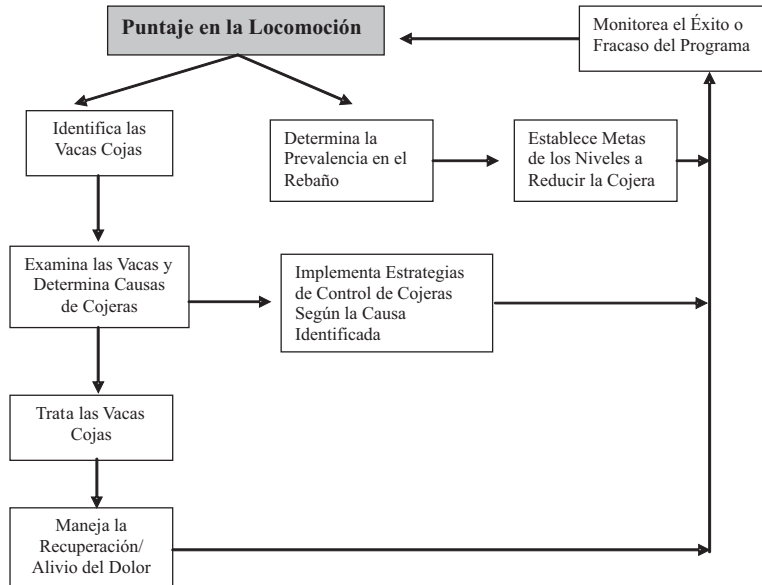 Puntaje en la Locomoción
Monitorea el Éxito o
Fracaso del Programa
Identifica las
Vacas Cojas
Determina la
Prevalencia en el
Rebaño
Establece Metas
de los Niveles a
Reducir la Cojera
Examina las Vacas y
Determina Causas
de Cojeras
Implementa Estrategias
de Control de Cojeras
Según la Causa
Identificada
Trata las Vacas
Cojas
Maneja la
Recuperación/
Alivio del Dolor